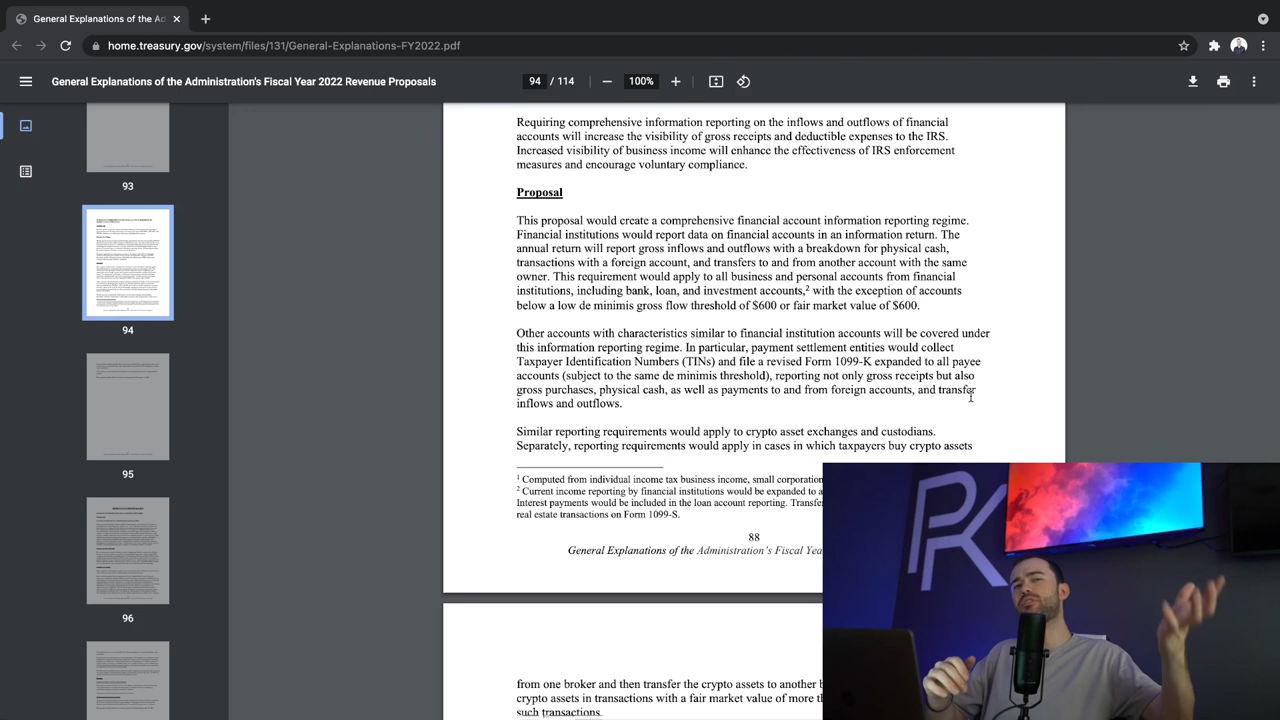 General Explanations of the Ad
home.treasury.gov/system/files/131/General-Explanations-FY2022.pdf
General Explanations of the Administration's Fiscal Year 2022 Revenue Proposals
94 / 114
100%
Requiring comprehensive information reporting on the inflows and outflows of financial
accounts will increase the visibility of gross receipts and deductible expenses to the IRS.
Increased visibility of business income will enhance the effectiveness of IRS enforcement
measures and encourage voluntary compliance.
Proposal
This proposal would create a comprehensive financial account information reporting regime.
Financial institutions would report data on financial accounts in an information return. The
annual return will report gross inflows and outflows with a breakdown for physical cash,
transactions with a foreign account, and transfers to and from another account with the same
owner. This requirement would apply to all business and personal accounts from financial
institutions, including bank, loan, and investment accounts,² with the exception of accounts
below a low de minimis gross flow threshold of $600 or fair market value of $600.
Other accounts with characteristics similar to financial institution accounts will be covered under
this information reporting regime. In particular, payment settlement entities would collect
Taxpayer Identification Numbers (TINs) and file a revised Form 1099-K expanded to all payee
accounts (subject to the same de minimis threshold), reporting not only gross receipts but also
gross purchases, physical cash, as well as payments to and from foreign accounts, and transfer
inflows and outflows.
Similar reporting requirements would apply to crypto asset exchanges and custodians.
Separately, reporting requirements would apply in cases in which taxpayers buy crypto assets
¹ Computed from individual income tax business income, small corporation
² Current income reporting by financial institutions would be expanded to a
Interest payments would be included in the loan account reporting. Transfer
real estate transactions on Form 1099-S.
88
General Explanations of the Administration's Fiscal Yea
crypto assets in transactions with a fair market value of more
such transactions.
93
94
95
96
R